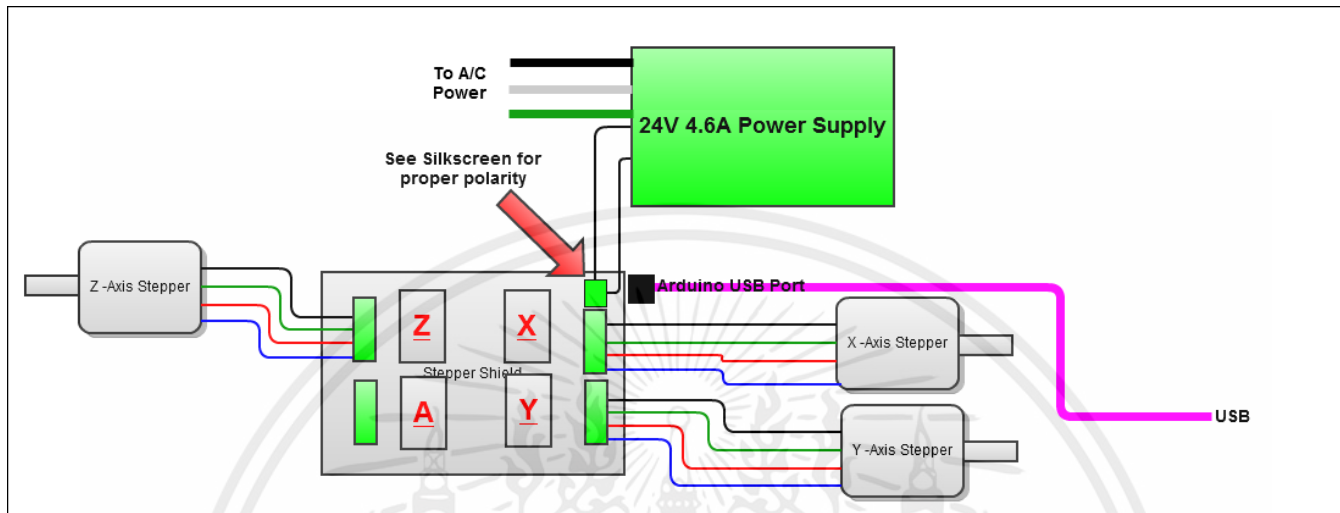 To A/C
Power
24V 4.6A Power Supply
See Silkscreen for
proper polarity
Z -Axis Stepper
Arduino USB Port
Z
X
X -Axis Stepper
Stepper Shield
A
Y
USB
Y -Axis Stepper